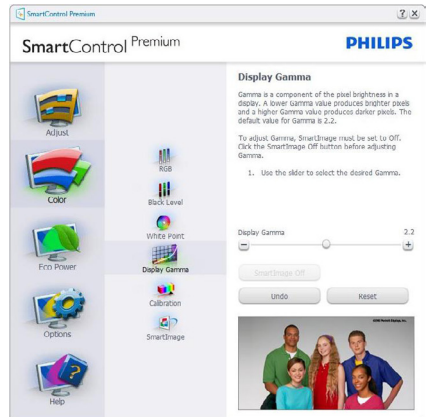 SmartControl Premium
SmartControl Premium
PHILIPS
Adjust
Color
Eco Power
Options
Help
RGB
Black Level
White Point
Display Gamma
Calibration
SmartImage
Display Gamma
Gamma is a component of the pixel brightness in a
display. A lower Gamma value produces brighter pixels
and a higher Gamma value produces darker pixels. The
default value for Gamma is 2.2.
To adjust Gamma, SmartImage must be set to Off.
Click the SmartImage Off button before adjusting
Gamma.
1. Use the slider to select the desired Gamma.
Display Gamma 2.2
SmartImage Off
Undo Reset